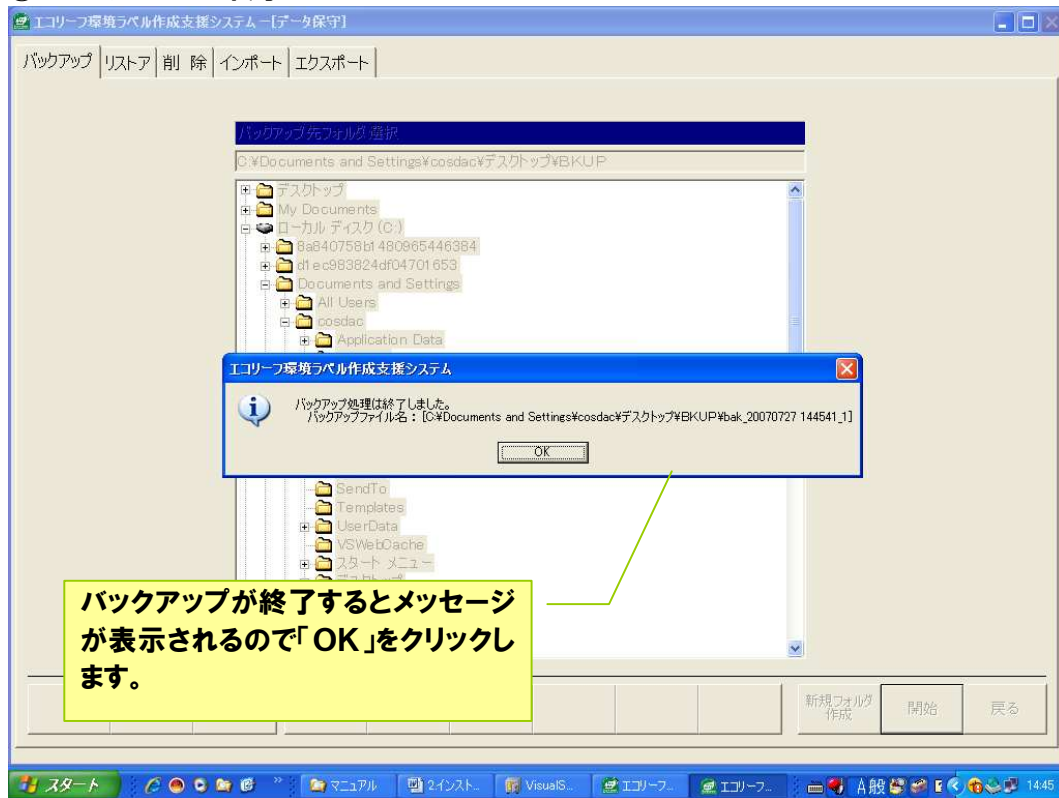 エコリーフ環境ラベル作成支援システム－[データ保守]
バックアップ リストア 削 除 インポート エクスポート
バックアップ先フォルダ選択
C:¥Documents and Settings¥cosdac¥デスクトップ¥BKUP
デスクトップ
My Documents
ローカル ディスク (C:)
8a840758b1480965446384
d1ec983824df04701653
Documents and Settings
All Users
cosdac
Application Data
エコリーフ環境ラベル作成支援システム
バックアップ処理は終了しました。
バックアップファイル名：[C:¥Documents and Settings¥cosdac¥デスクトップ¥BKUP¥bak_20070727 144541_1]
OK
SendTo
Templates
UserData
VSWebCache
スタート メニュー
バックアップが終了するとメッセージ
が表示されるので「OK」をクリックし
ます。
新規フォルダ
作成
開始
戻る
スタート
マニュアル
2インスト...
VisualS...
エコリーフ...
エコリーフ...
A 般
14:45